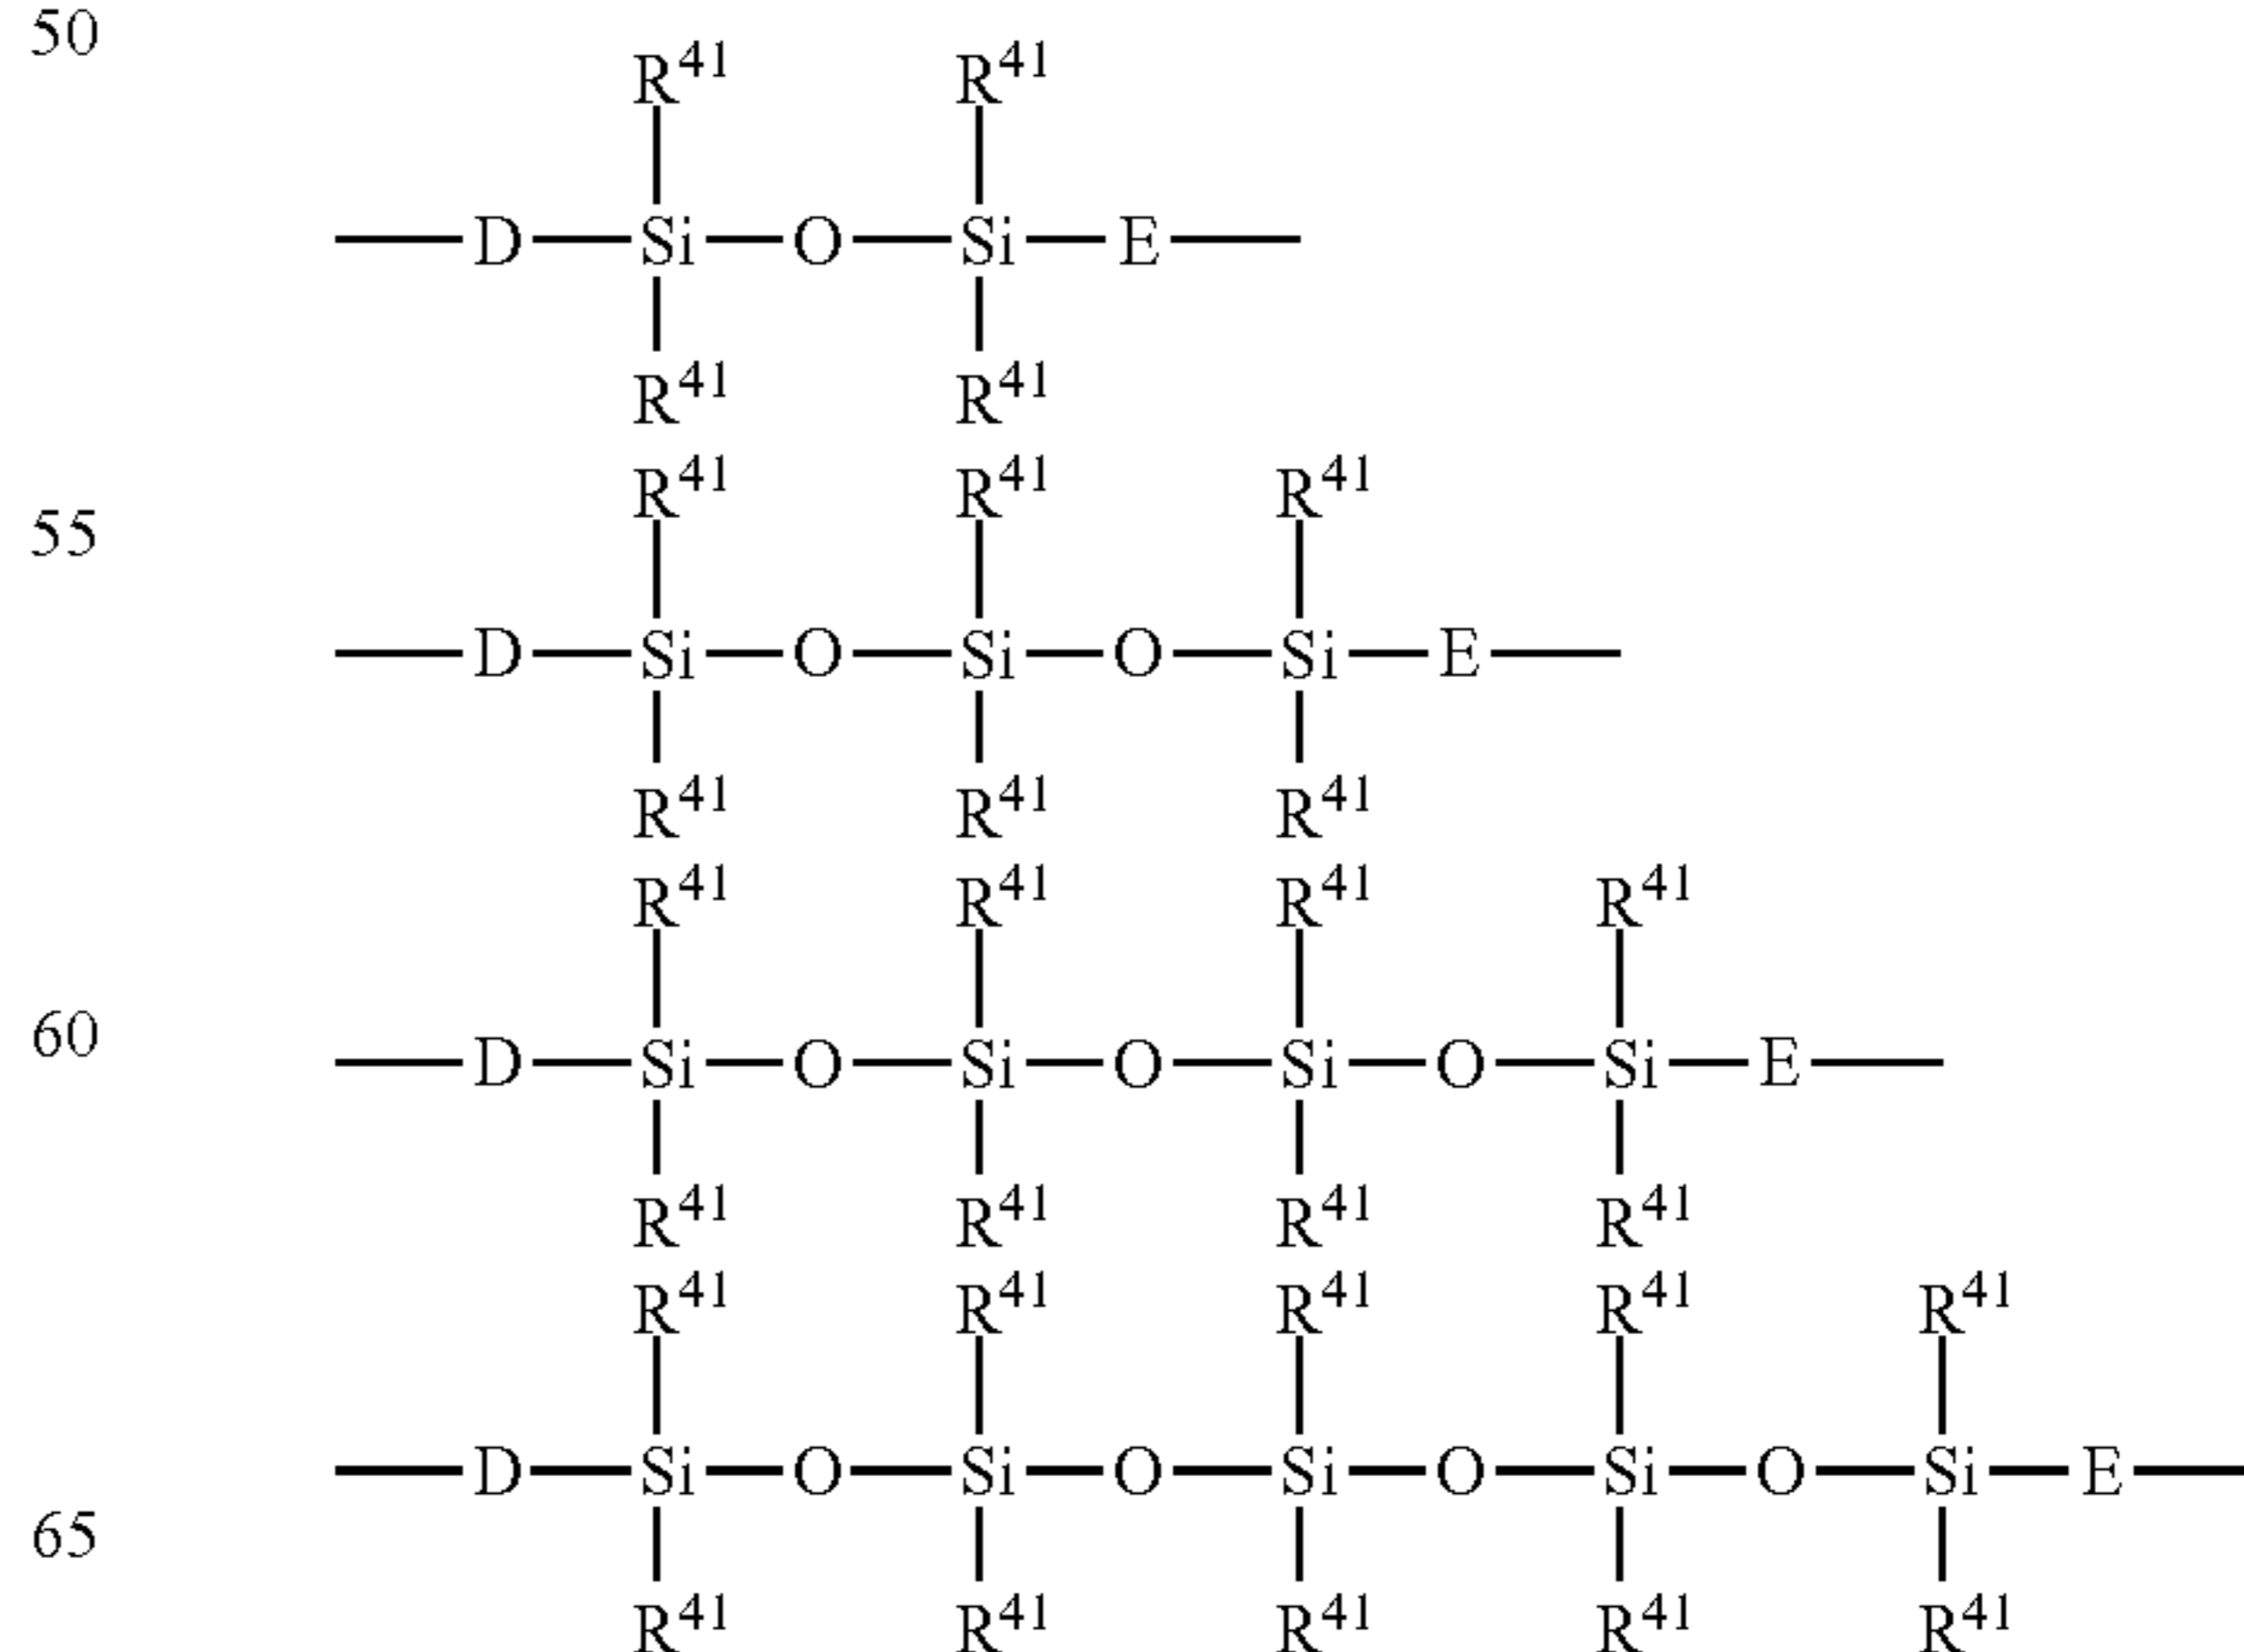 50
R⁴¹ R⁴¹
—D—Si—O—Si—E—
R⁴¹ R⁴¹
R⁴¹ R⁴¹ R⁴¹
55
—D—Si—O—Si—O—Si—E—
R⁴¹ R⁴¹ R⁴¹
R⁴¹ R⁴¹ R⁴¹ R⁴¹
60
—D—Si—O—Si—O—Si—O—Si—E—
R⁴¹ R⁴¹ R⁴¹ R⁴¹
R⁴¹ R⁴¹ R⁴¹ R⁴¹ R⁴¹
—D—Si—O—Si—O—Si—O—Si—O—Si—E—
65
R⁴¹ R⁴¹ R⁴¹ R⁴¹ R⁴¹